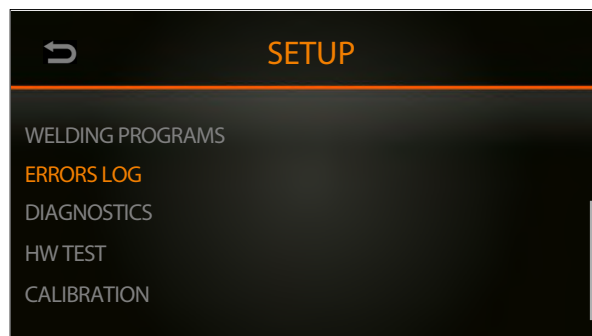 SETUP
WELDING PROGRAMS
ERRORS LOG
DIAGNOSTICS
HW TEST
CALIBRATION